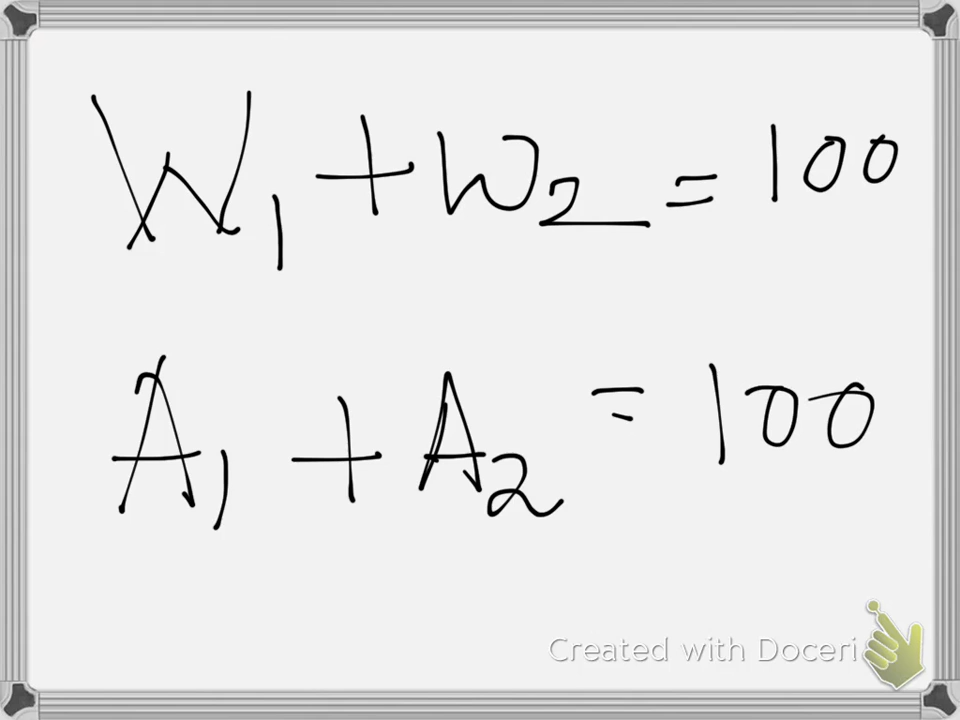 W₁ + W₂ = 100
A₁ + A₂ = 100
Created with Doceri